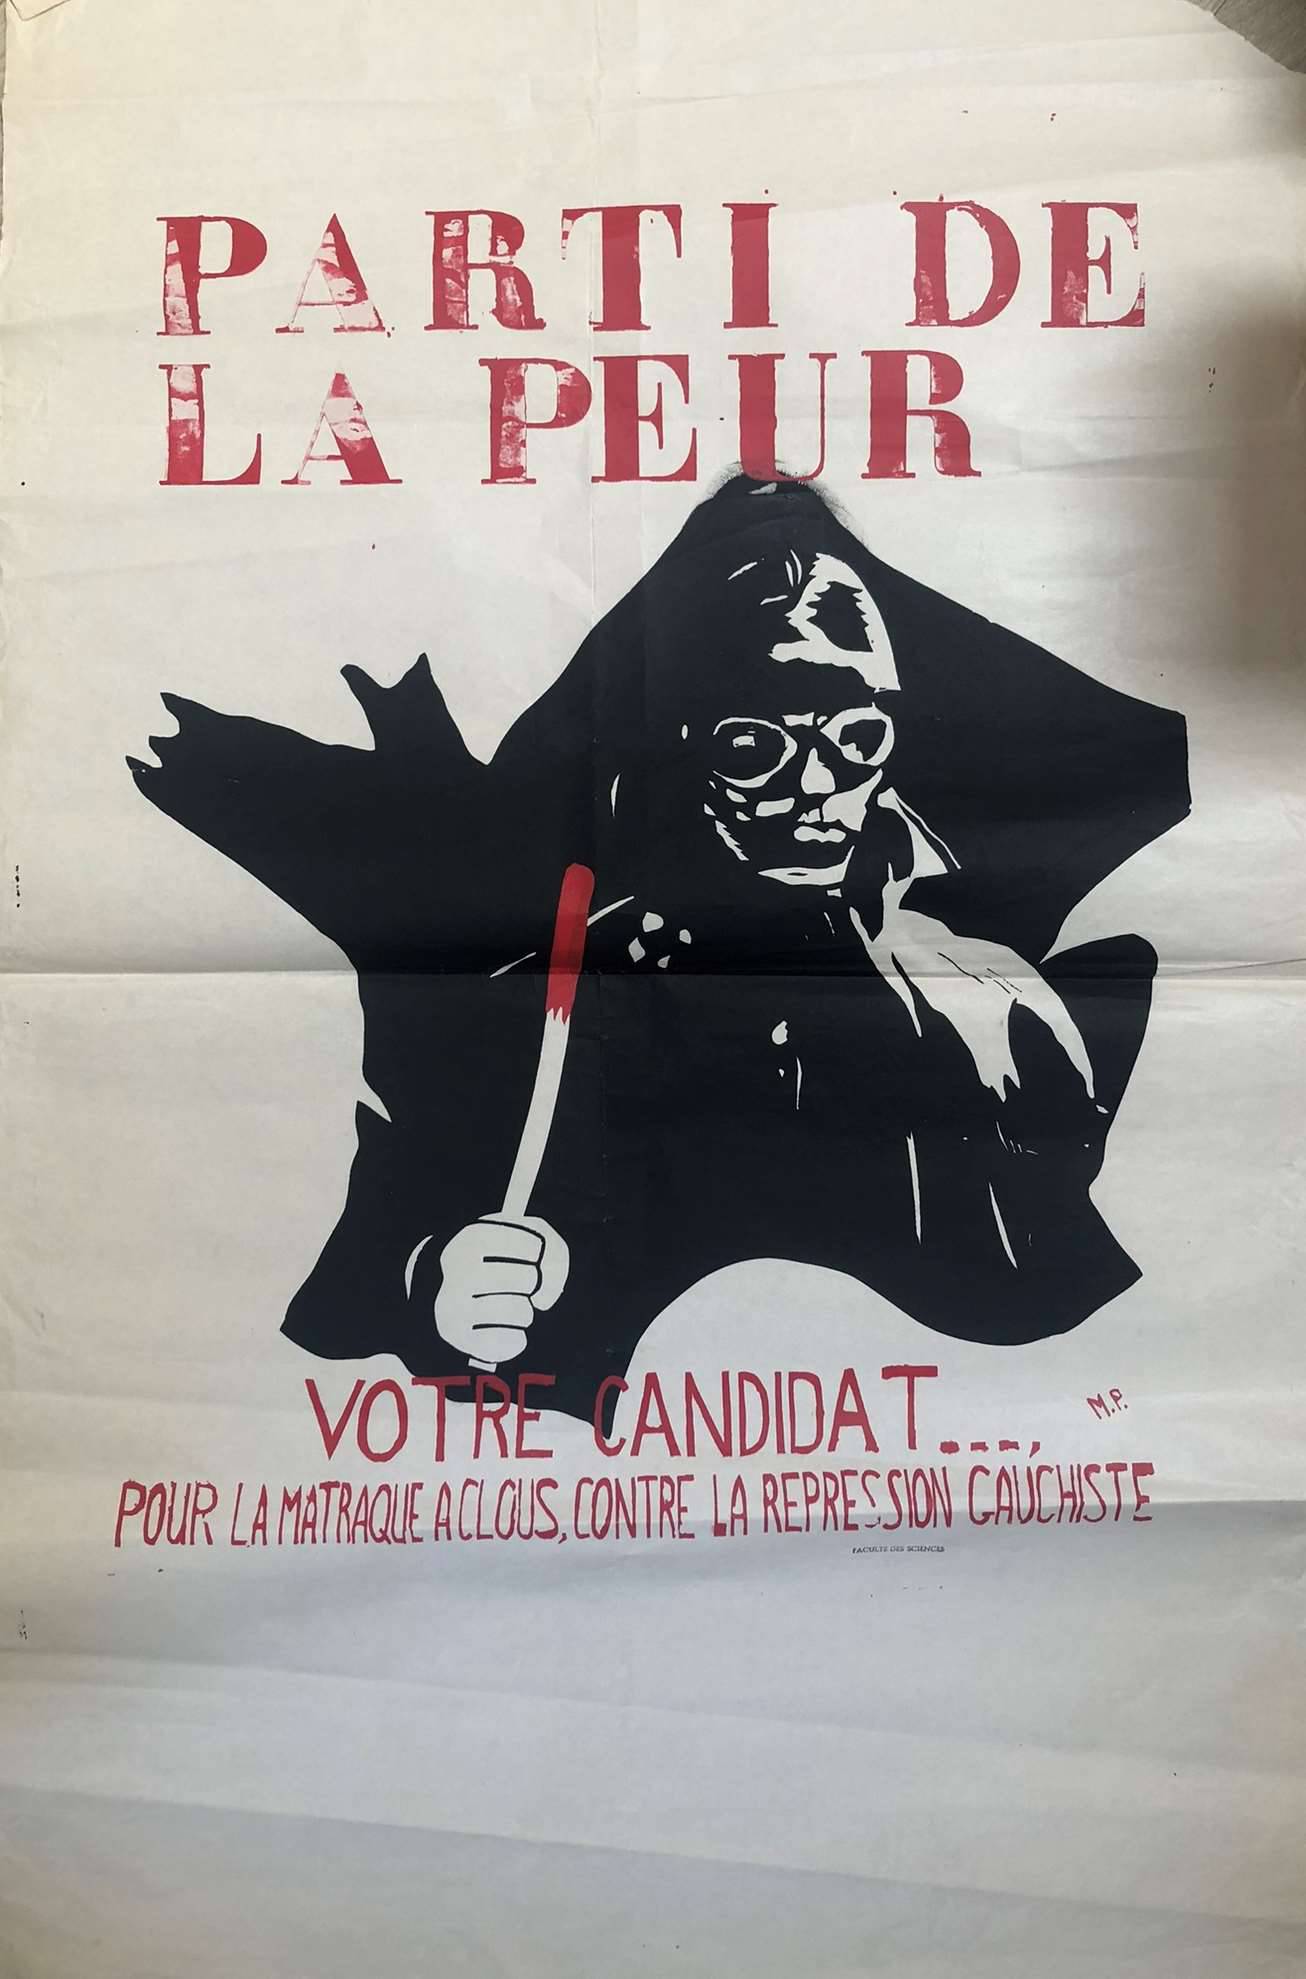 PARTI DE
LA PEUR
VOTRE CANDIDAT...,
M.P.
POUR LA MATRAQUE A CLOUS, CONTRE LA REPRESSION GAUCHISTE
FACULTE DES SCIENCES